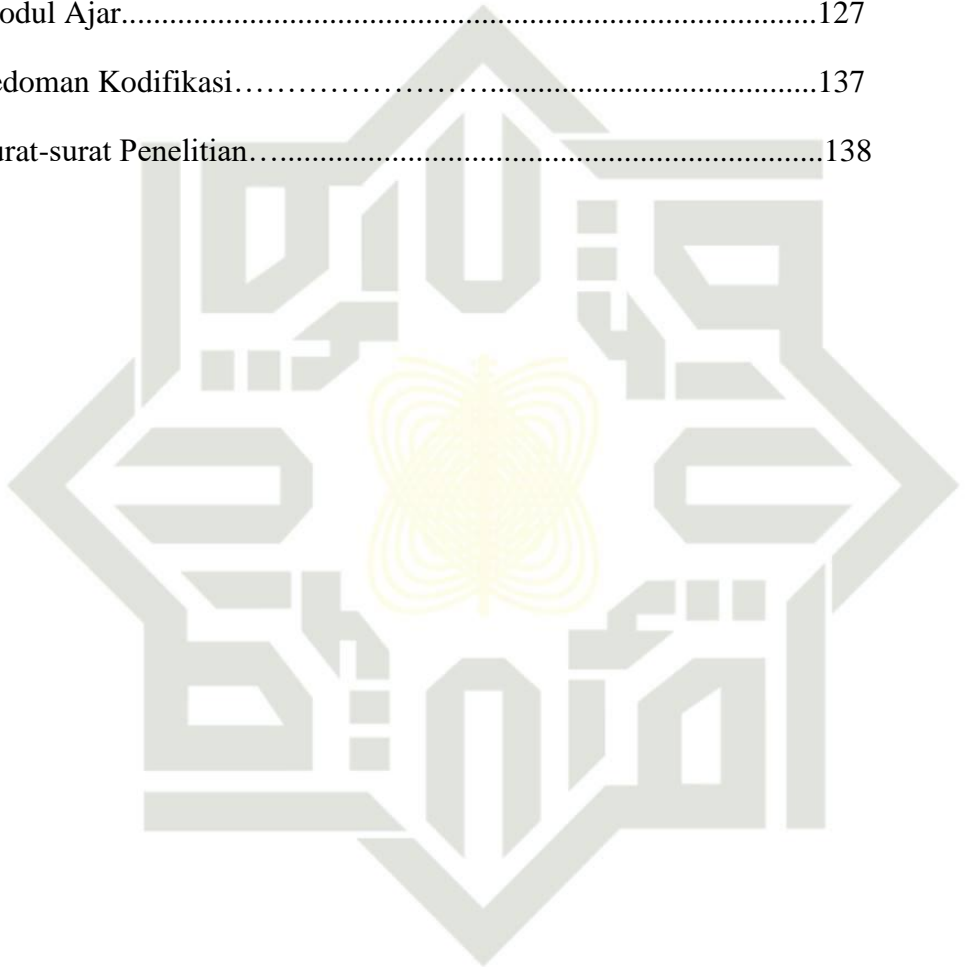 odul Ajar..........................................................................................127
edoman Kodifikasi……………………..........................................137
urat-surat Penelitian…......................................................................138